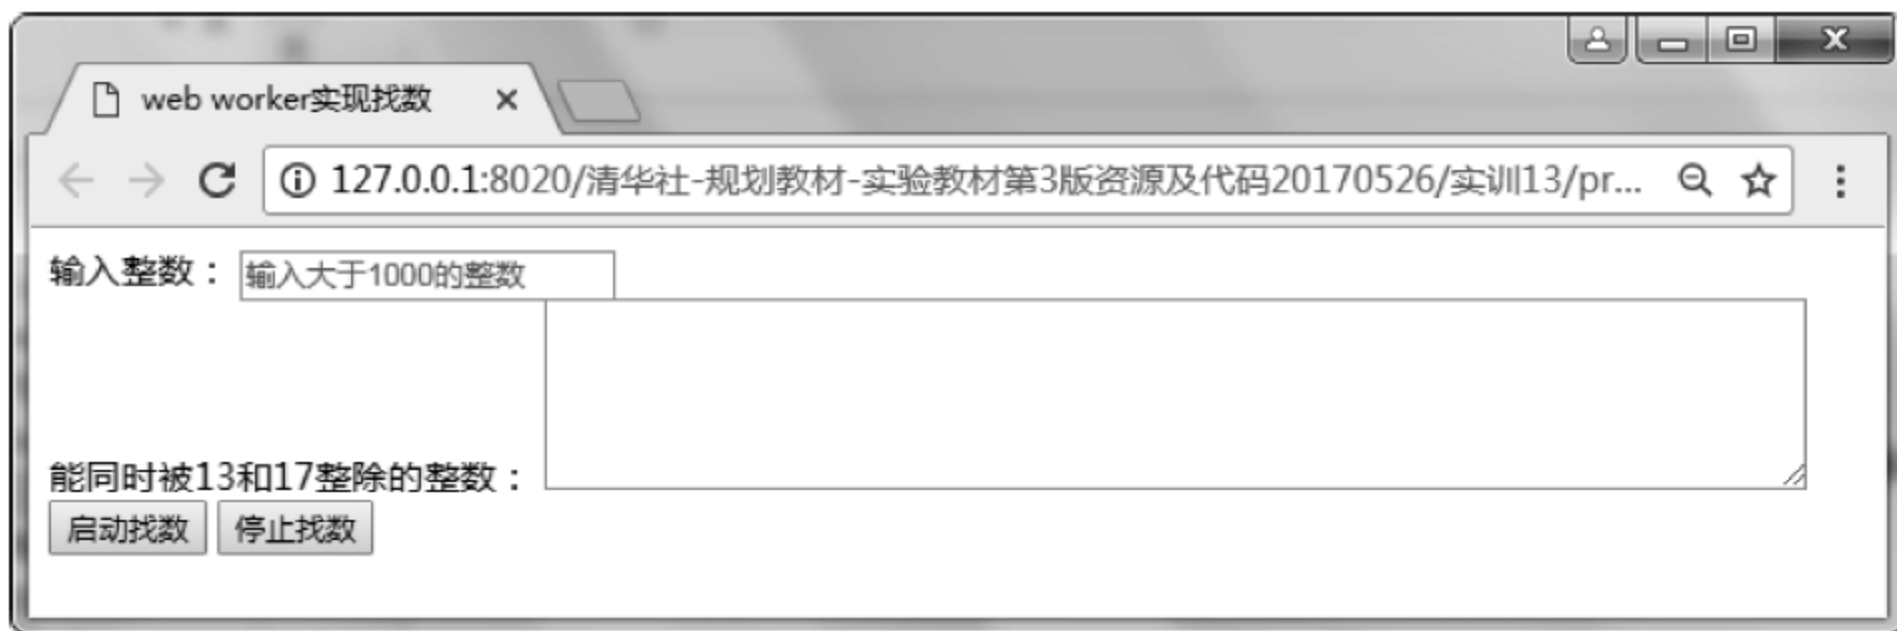 web worker实现找数
127.0.0.1:8020/清华社-规划教材-实验教材第3版资源及代码20170526/实训13/pr...
输入整数： 输入大于1000的整数
能同时被13和17整除的整数：
启动找数 停止找数